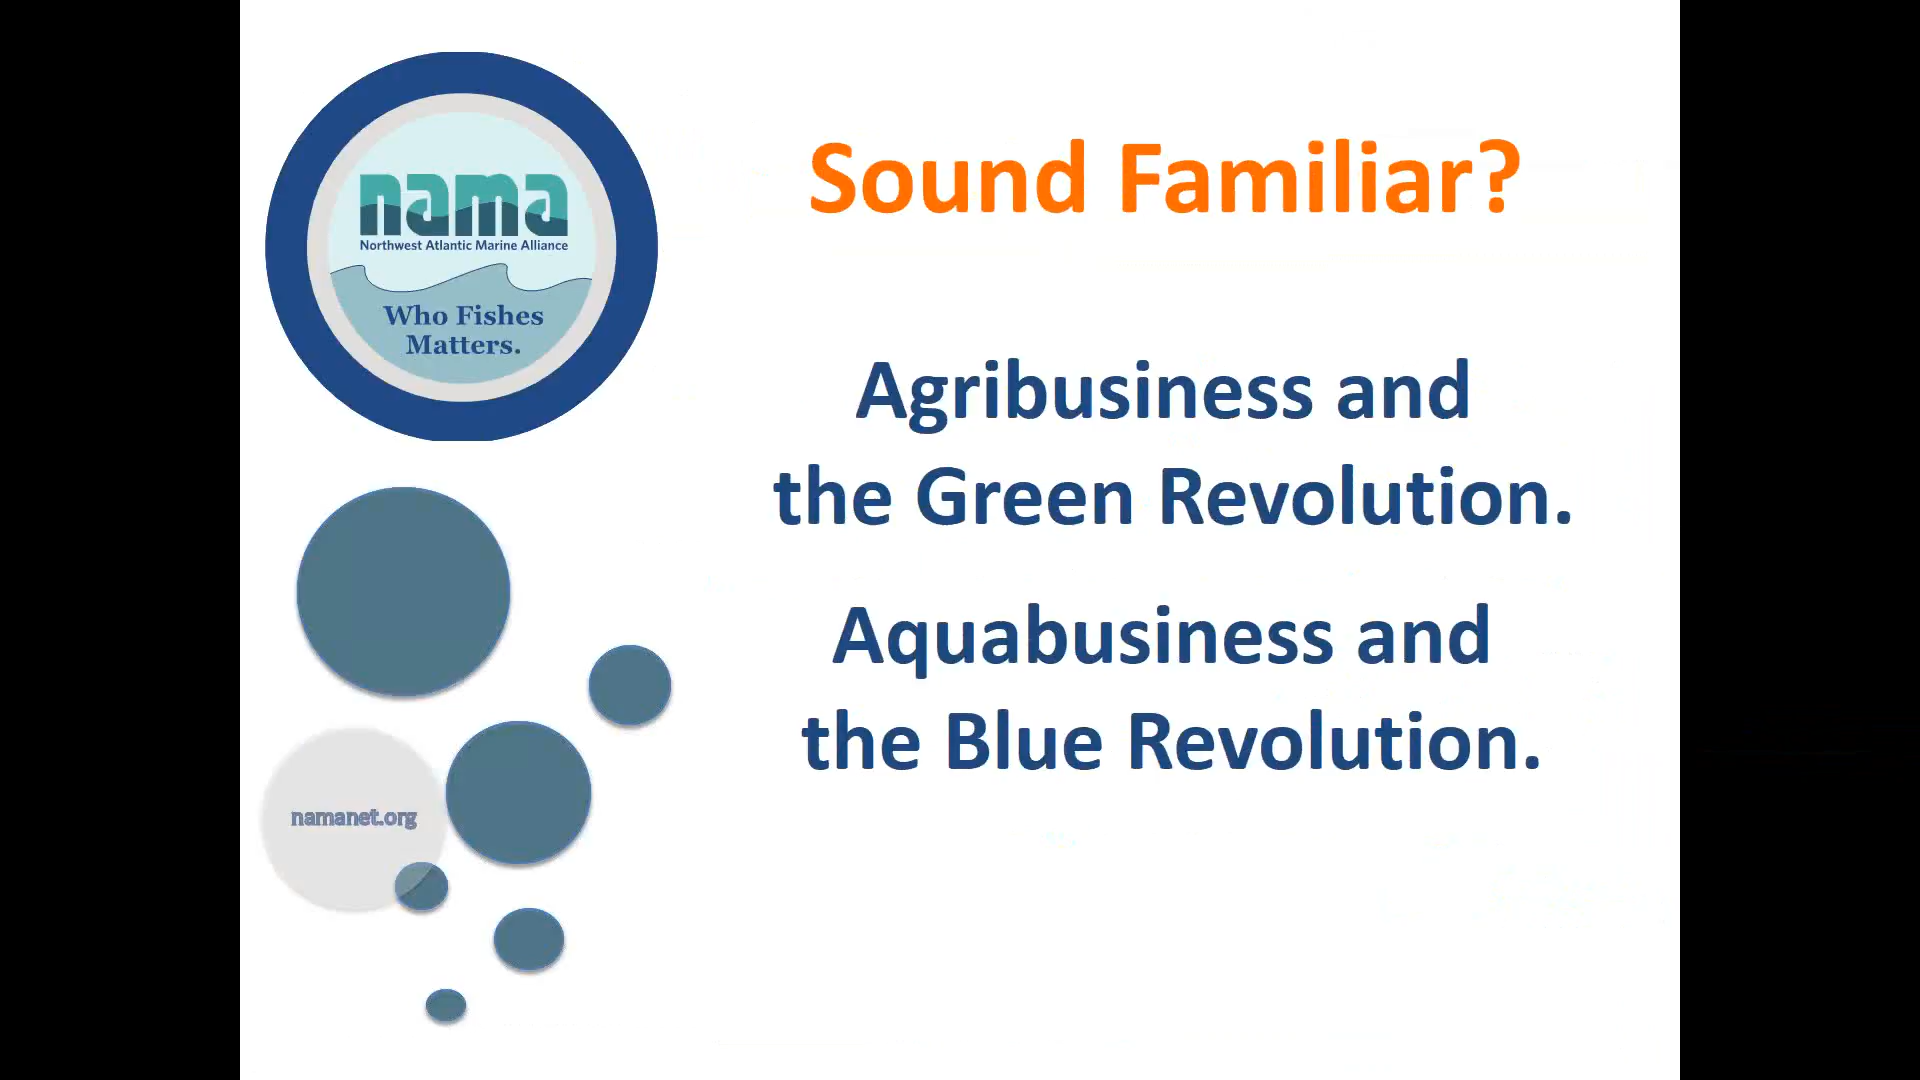 nama
Northwest Atlantic Marine Alliance
Who Fishes
Matters.
Sound Familiar?
Agribusiness and
the Green Revolution.
Aquabusiness and
the Blue Revolution.
namanet.org